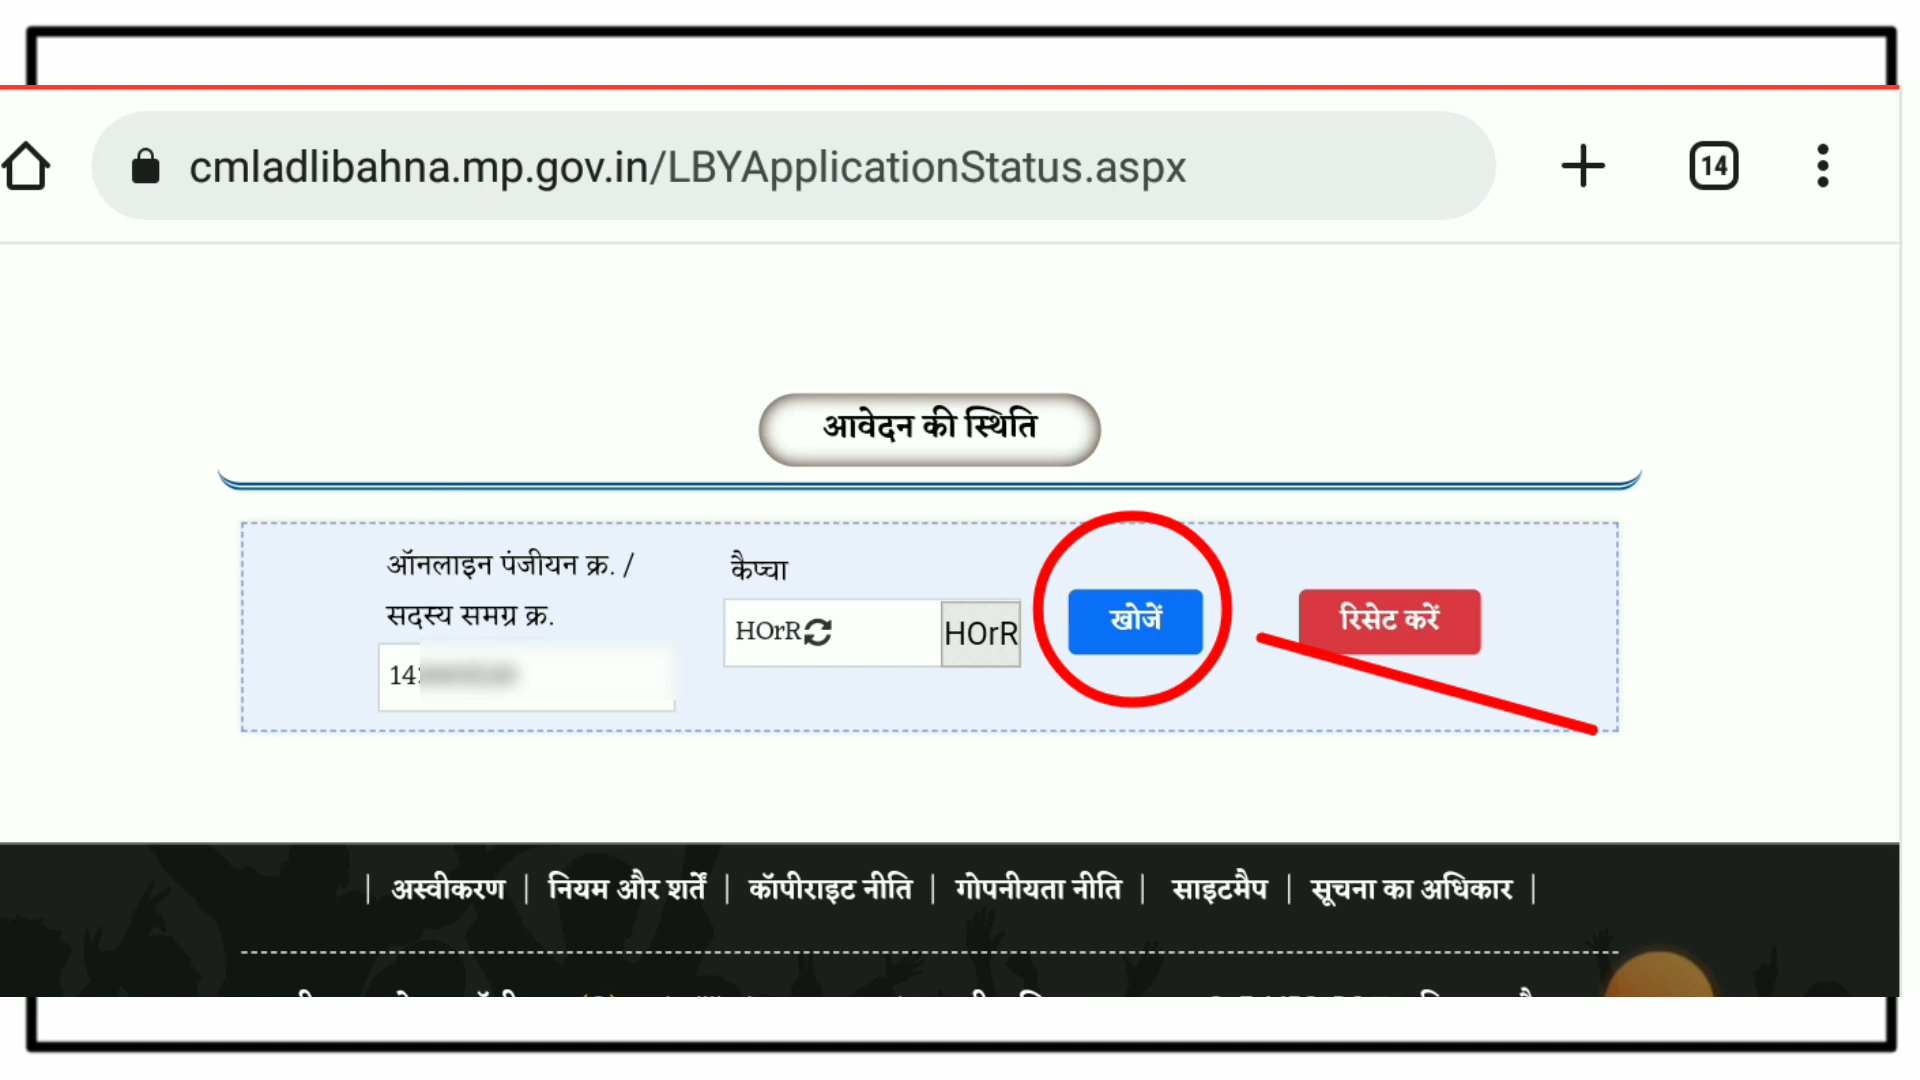 cmladlibahna.mp.gov.in/LBYApplicationStatus.aspx
14
आवेदन की स्थिति
ऑनलाइन पंजीयन क्र. /
सदस्य समग्र क्र.
14
कैप्चा
HOrR
HOrR
खोजें
रिसेट करें
| अस्वीकरण | नियम और शर्तें | कॉपीराइट नीति | गोपनीयता नीति | साइटमैप | सूचना का अधिकार |